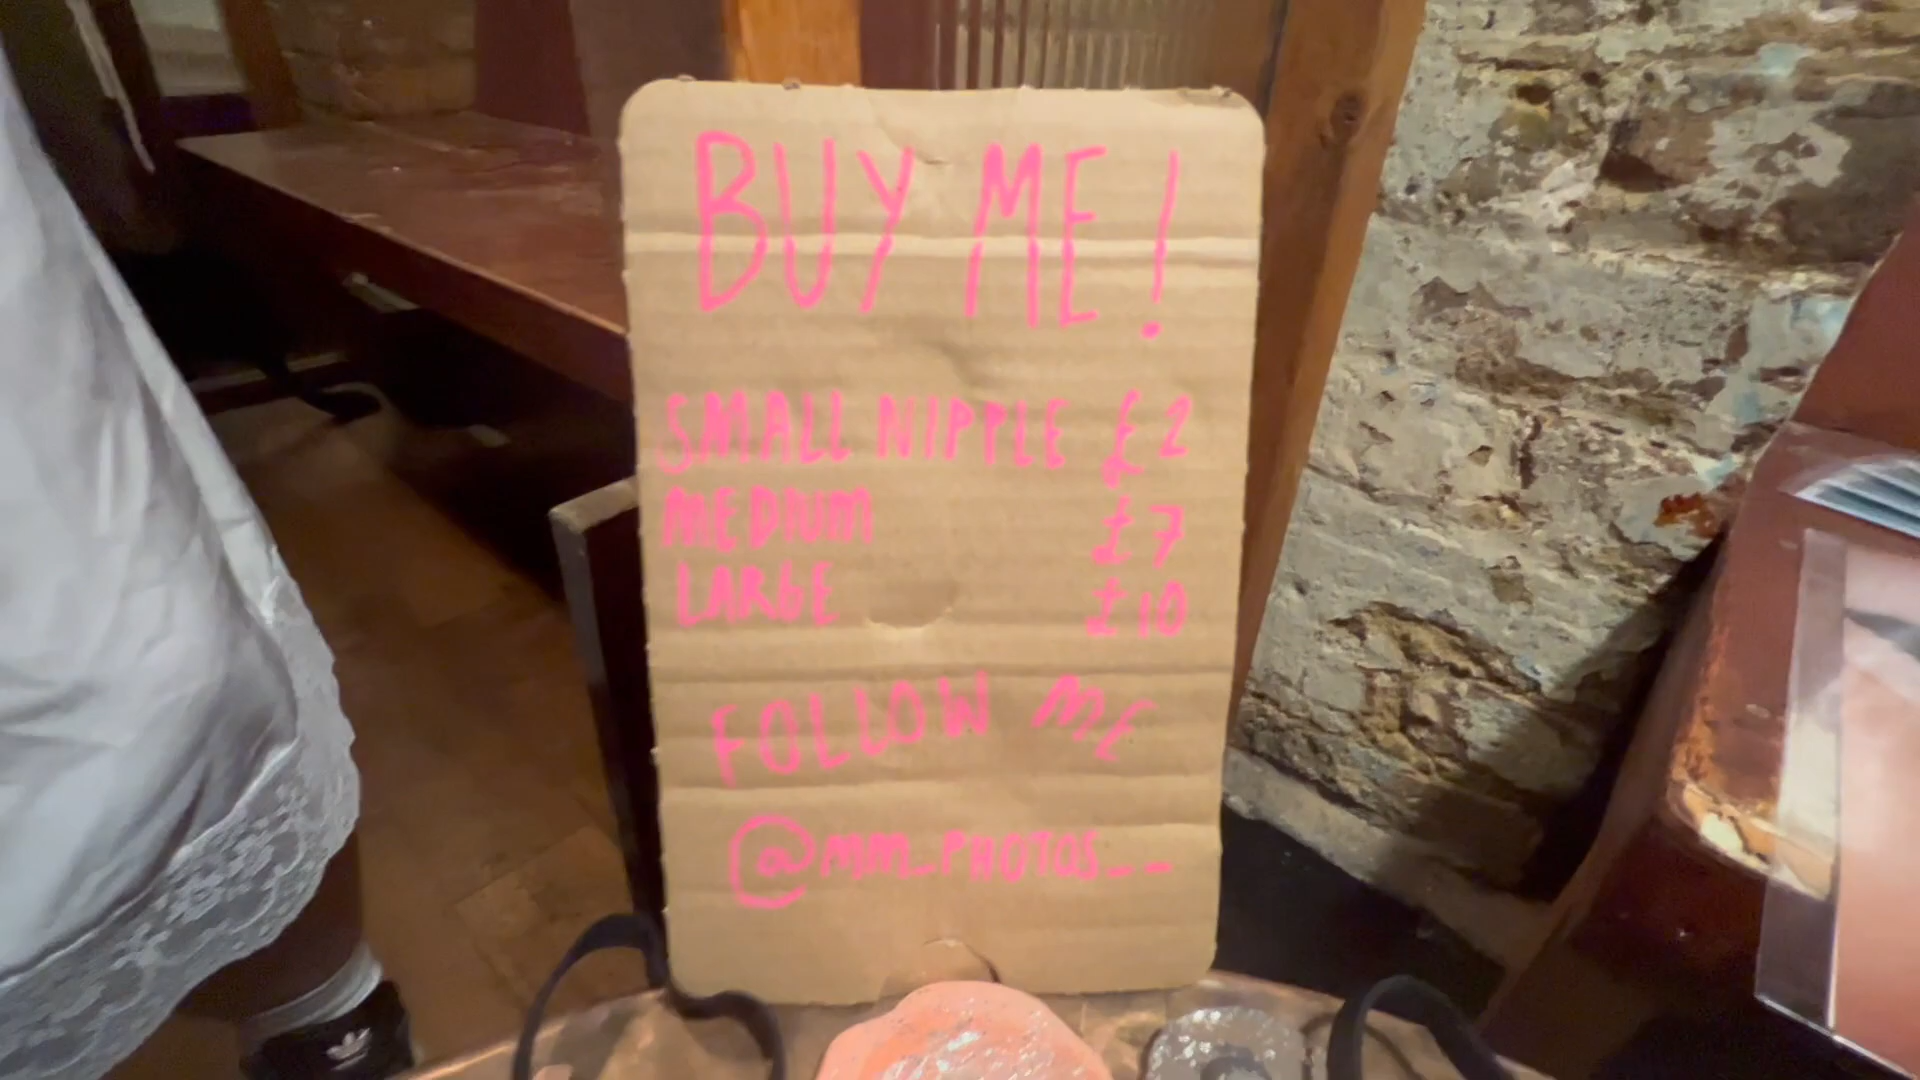 BUY ME!
SMALL NIPPLE £2
MEDIUM £7
LARGE £10
FOLLOW ME
@MM_PHOTOS__